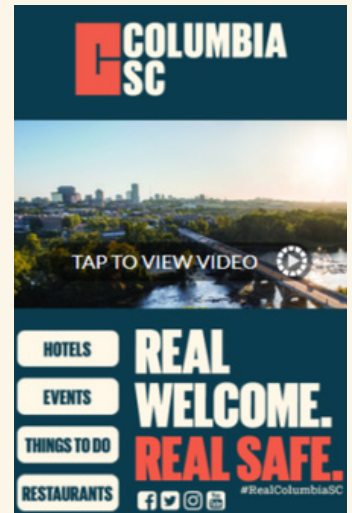 COLUMBIA
SC
TAP TO VIEW VIDEO
HOTELS
EVENTS
THINGS TO DO
RESTAURANTS
REAL
WELCOME.
REAL SAFE.
#RealColumbiaSC